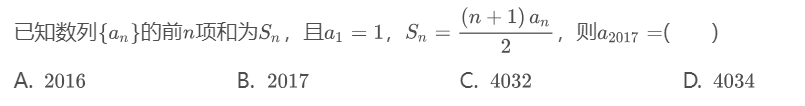 已知数列{aₙ}的前n项和为Sₙ，且a₁ = 1，Sₙ = (n + 1) aₙ / 2，则a₂₀₁₇ =( )
A. 2016 B. 2017 C. 4032 D. 4034